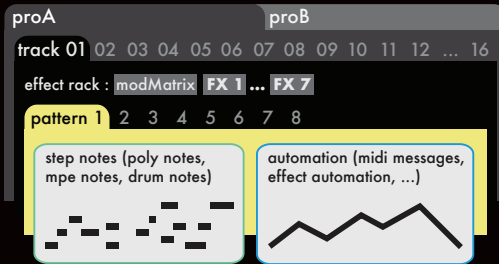 proA proB
track 01 02 03 04 05 06 07 08 09 10 11 12 ... 16
effect rack : modMatrix FX 1 ... FX 7
pattern 1 2 3 4 5 6 7 8
step notes (poly notes,
mpe notes, drum notes)
automation (midi messages,
effect automation, ...)